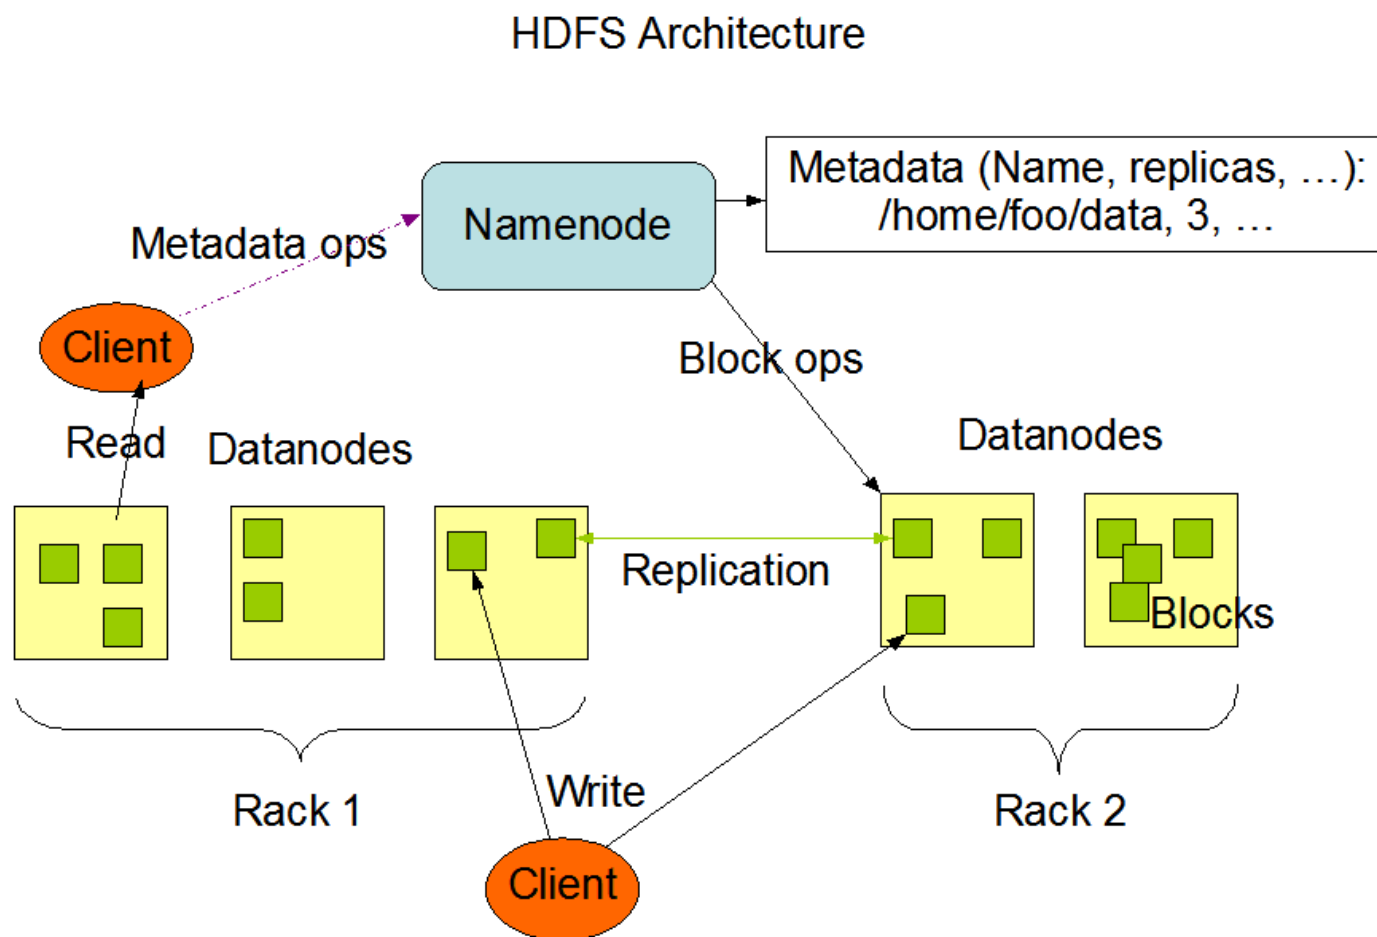 HDFS Architecture
Metadata (Name, replicas, …):
/home/foo/data, 3, …
Namenode
Metadata ops
Client
Block ops
Read
Datanodes
Datanodes
Replication
Blocks
Rack 1
Write
Rack 2
Client